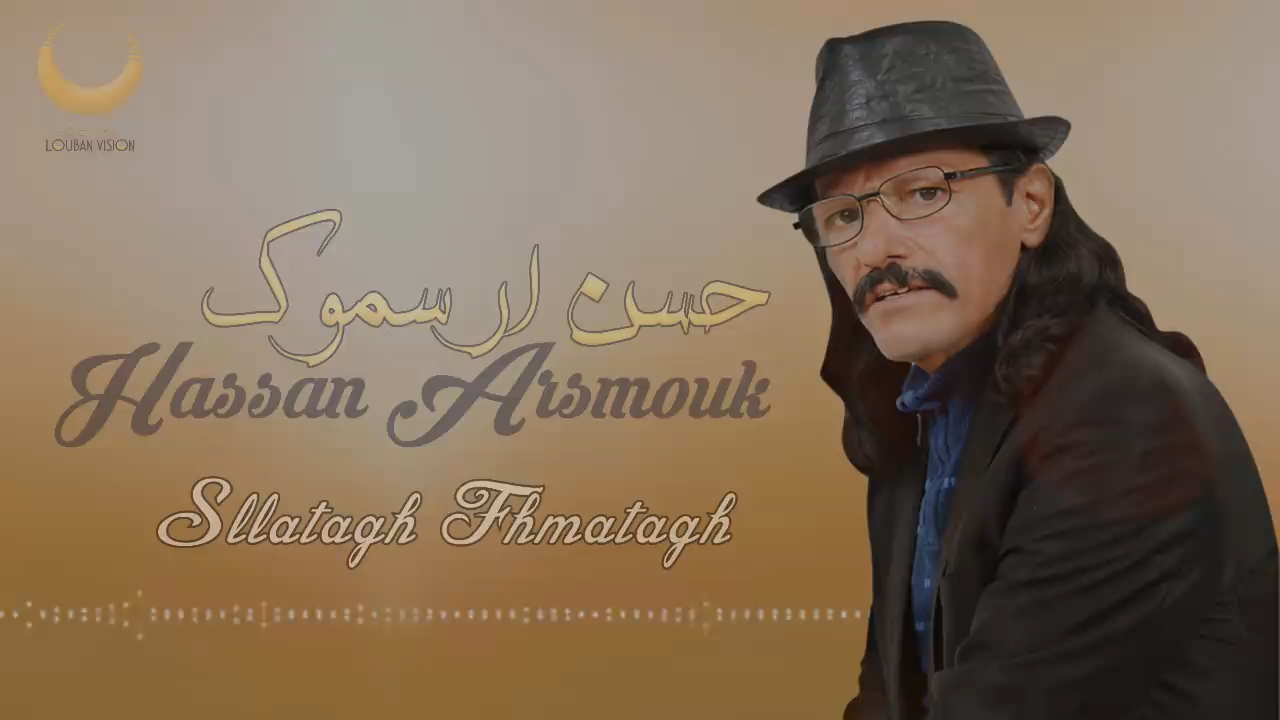 LOUBAN VISION
حسن ارسموك
Hassan Arsmouk
Sllatagh Fhmatagh